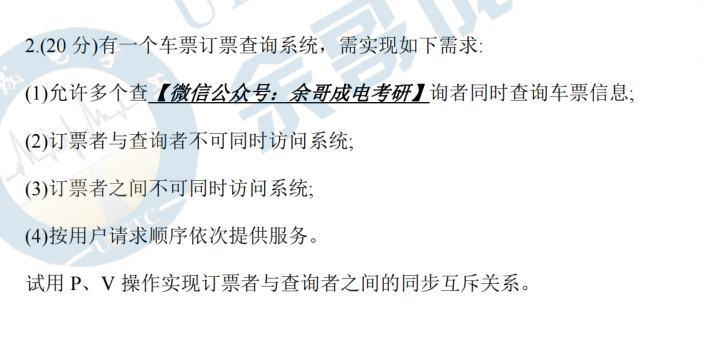 2.(20 分)有一个车票订票查询系统，需实现如下需求:
(1)允许多个查【微信公众号：余哥成电考研】询者同时查询车票信息;
(2)订票者与查询者不可同时访问系统;
(3)订票者之间不可同时访问系统;
(4)按用户请求顺序依次提供服务。
试用 P、V 操作实现订票者与查询者之间的同步互斥关系。